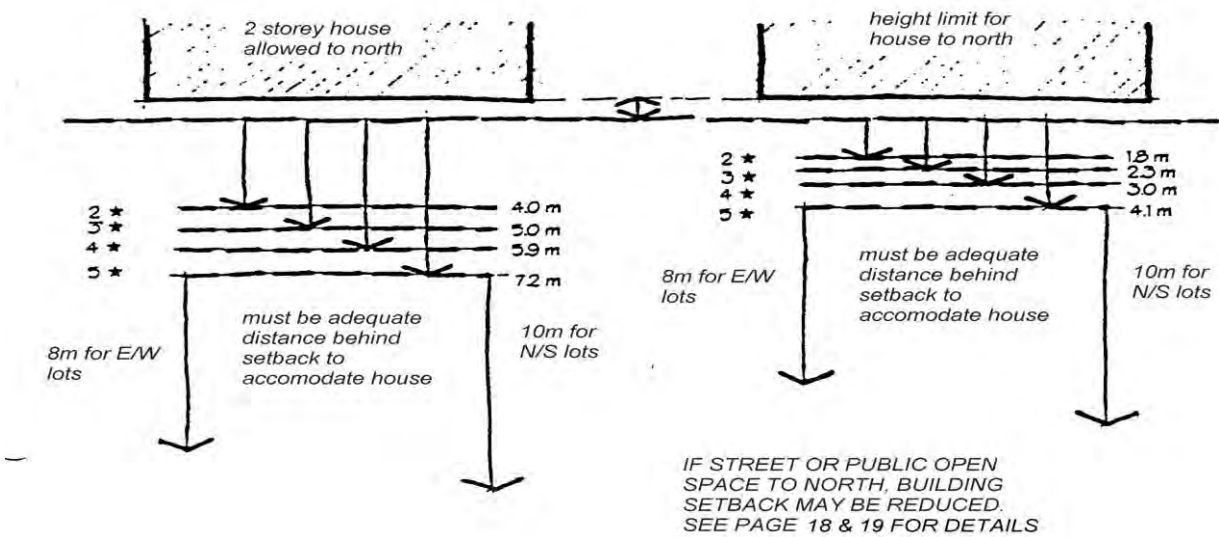 2 storey house
allowed to north
2 ★
3 ★
4 ★
5 ★
4.0 m
5.0 m
5.9 m
7.2 m
8m for E/W
lots
must be adequate
distance behind
setback to
accomodate house
10m for
N/S lots
height limit for
house to north
2 ★
3 ★
4 ★
5 ★
1.8 m
2.3 m
3.0 m
4.1 m
8m for E/W
lots
must be adequate
distance behind
setback to
accomodate house
10m for
N/S lots
IF STREET OR PUBLIC OPEN
SPACE TO NORTH, BUILDING
SETBACK MAY BE REDUCED.
SEE PAGE 18 & 19 FOR DETAILS